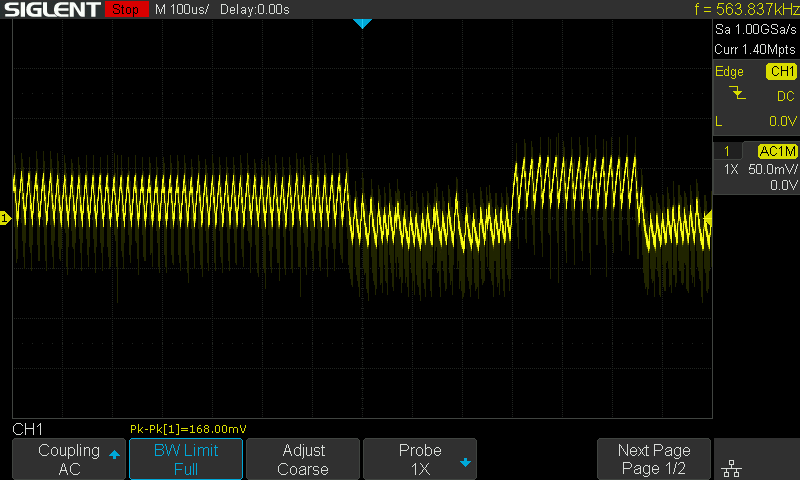 SIGLENT Stop M 100us/ Delay:0.00s f = 563.837kHz
Sa 1.00GSa/s
Curr 1.40Mpts
Edge CH1
DC
L 0.0V
1 AC1M
1X 50.0mV/
0.0V
1
CH1 Pk-Pk[1]=168.00mV
Coupling
AC
BW Limit
Full
Adjust
Coarse
Probe
1X
Next Page
Page 1/2